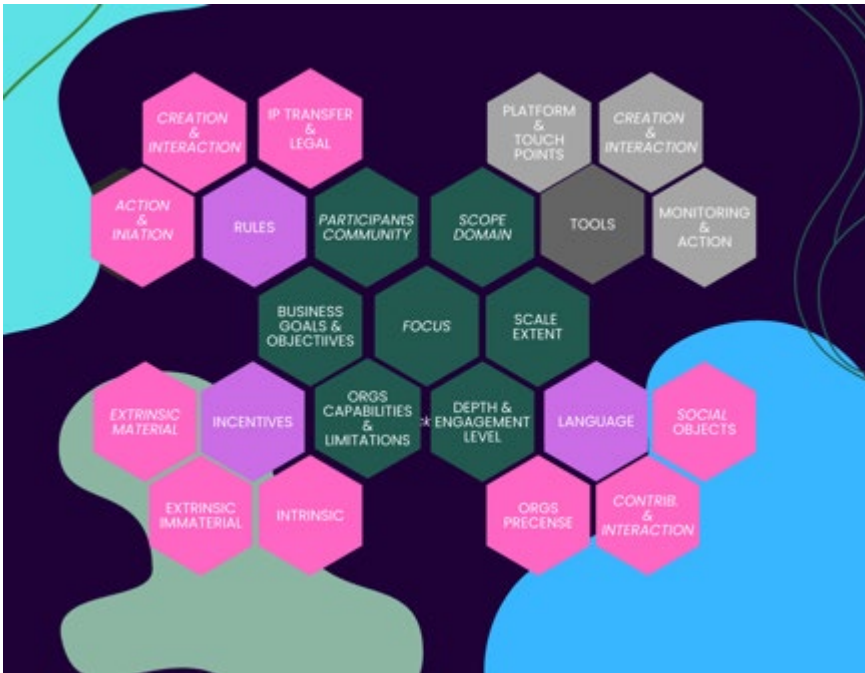 CREATION
&
INTERACTION
IP TRANSFER
&
LEGAL
PLATFORM
&
TOUCH
POINTS
CREATION
&
INTERACTION
ACTION
&
INIATION
RULES
PARTICIPANTS
COMMUNITY
SCOPE
DOMAIN
TOOLS
MONITORING
&
ACTION
BUSINESS
GOALS &
OBJECTIIVES
FOCUS
SCALE
EXTENT
EXTRINSIC
MATERIAL
INCENTIVES
ORGS
CAPABILITIES
&
LIMITATIONS
ck
DEPTH &
ENGAGEMENT
LEVEL
LANGUAGE
SOCIAL
OBJECTS
EXTRINSIC
IMMATERIAL
INTRINSIC
ORGS
PRECENSE
CONTRIB.
&
INTERACTION